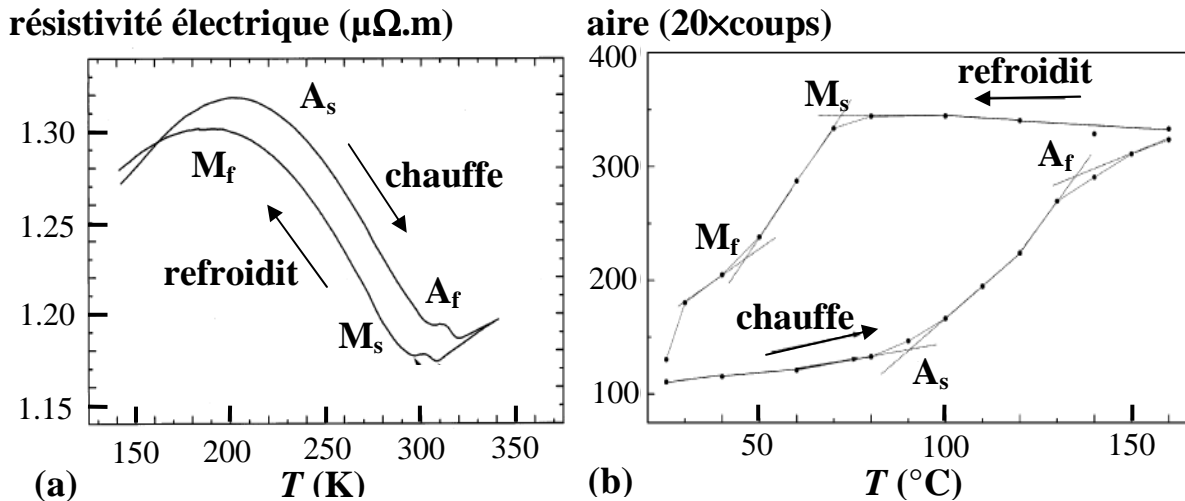 résistivité électrique (µΩ.m)
1.30
1.25
1.20
1.15
A_s
M_f
chauffe
refroidit
A_f
M_s
150 200 250 300 350
(a) T (K)
aire (20×coups)
400
300
200
100
refroidit
M_s
A_f
M_f
chauffe
A_s
50 100 150
(b) T (°C)